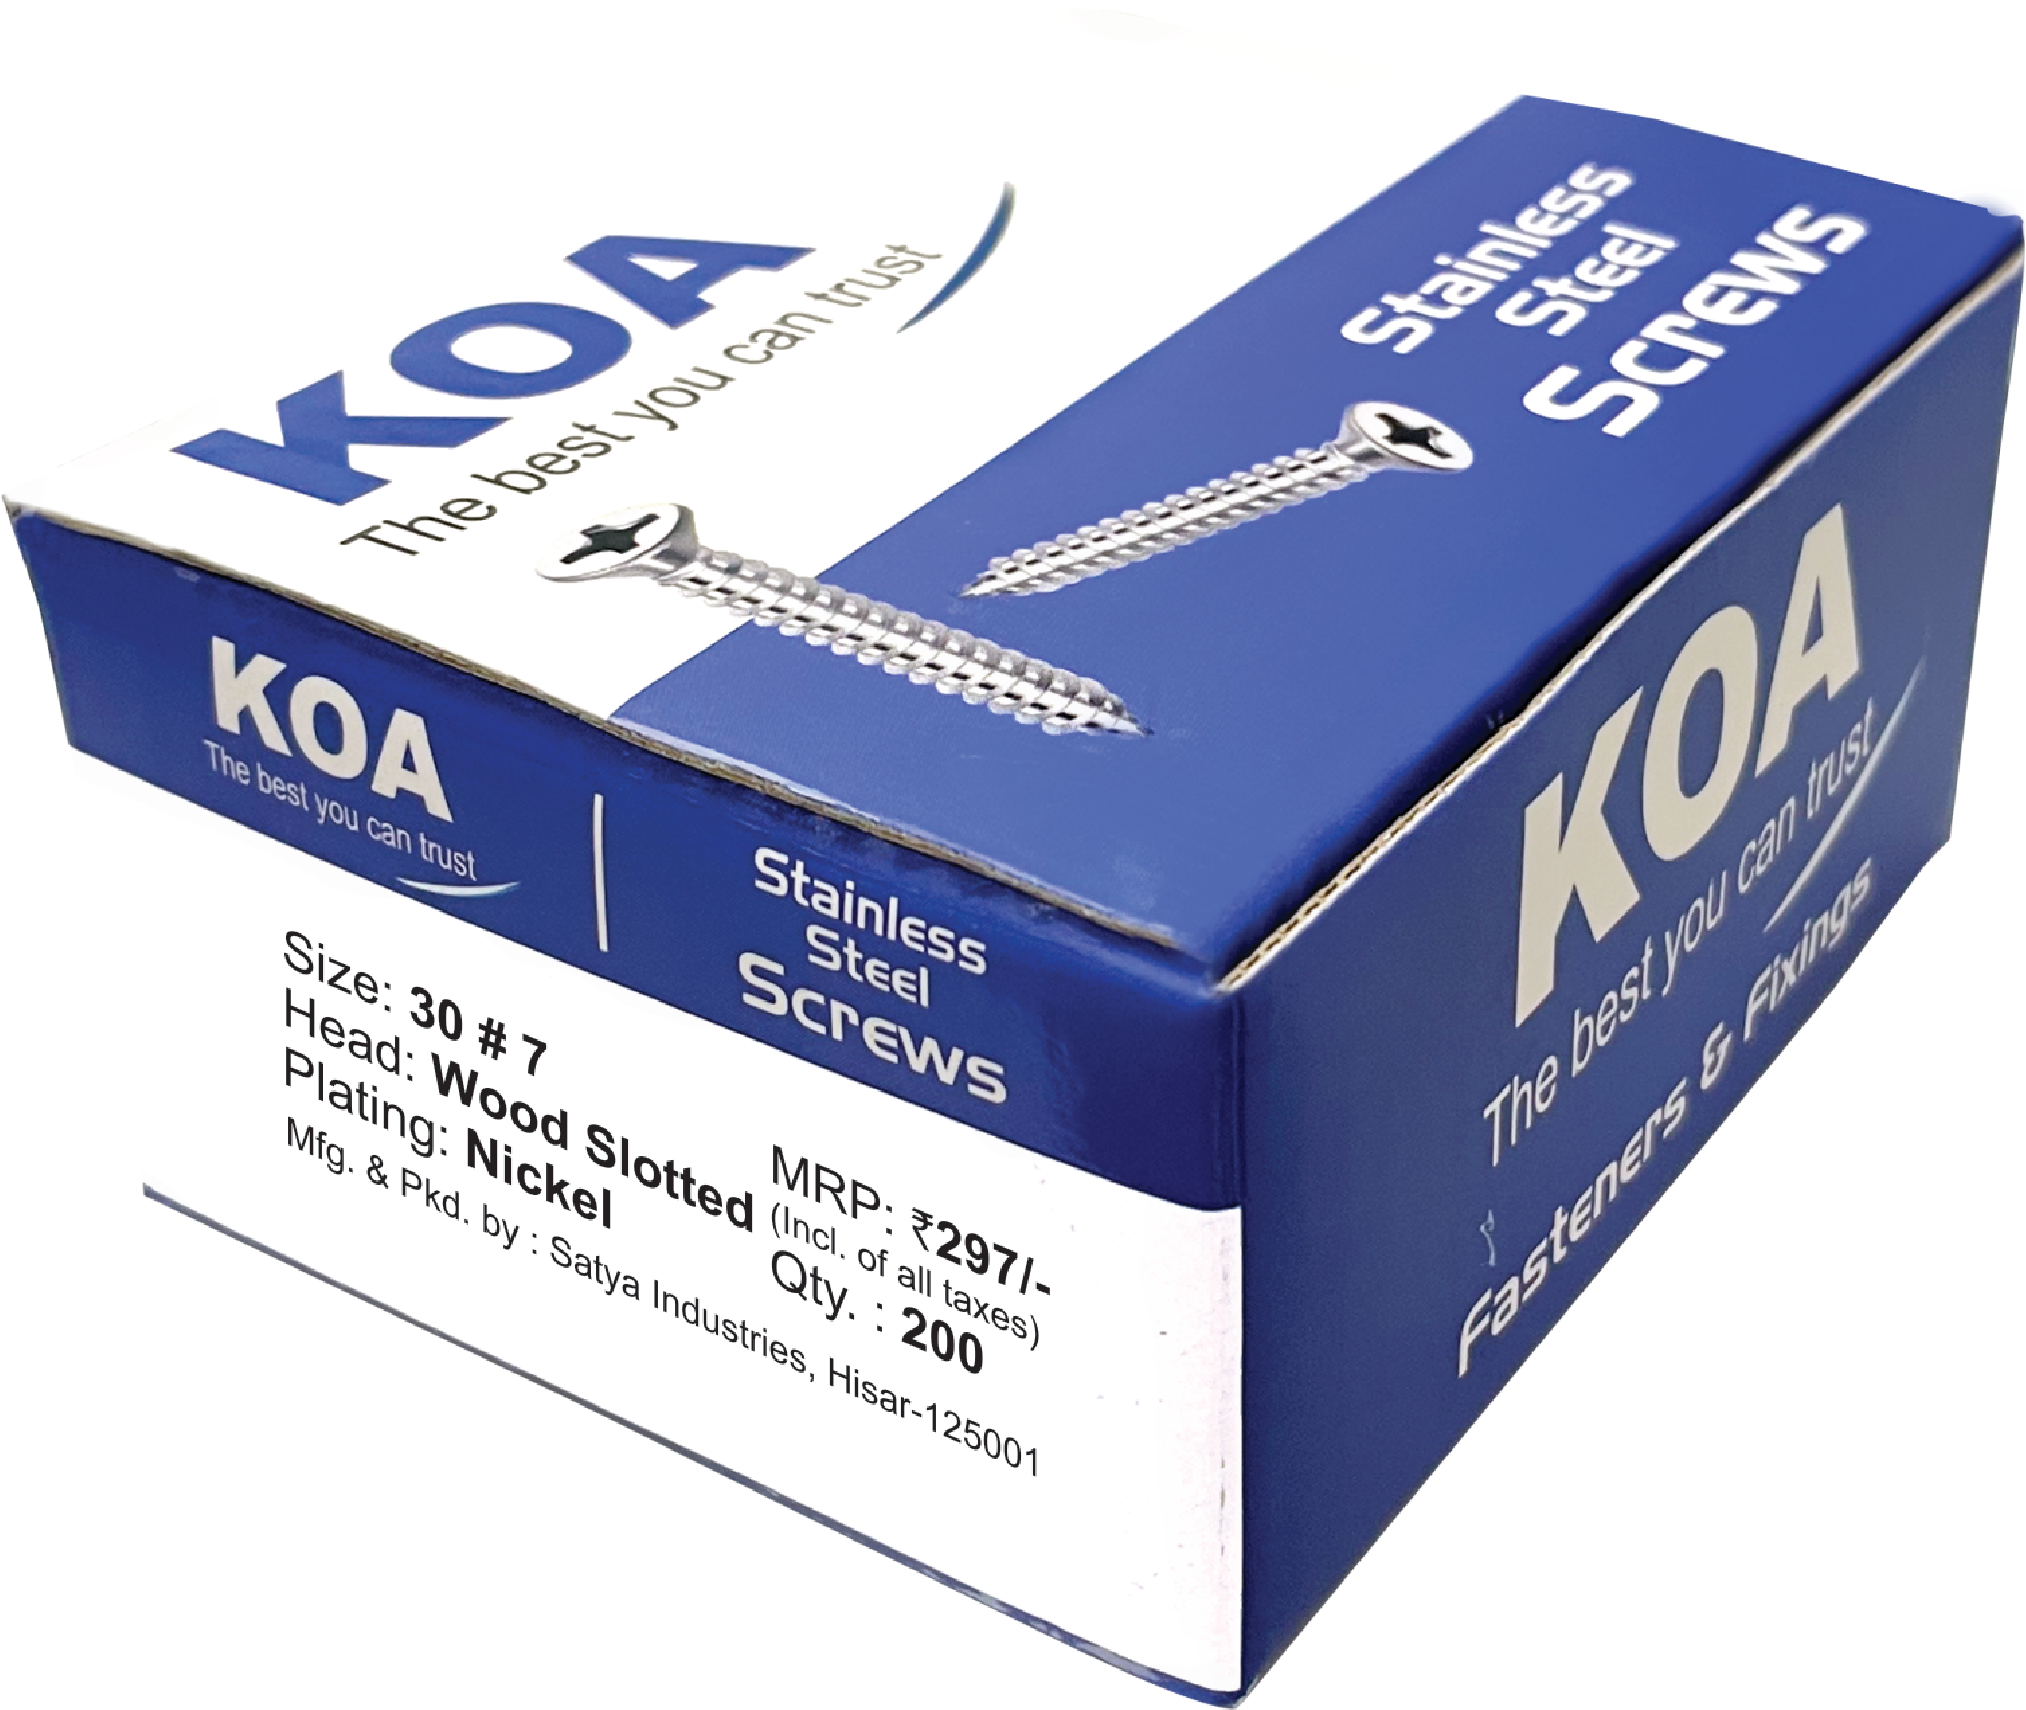 KOA
The best you can trust
Stainless
Steel
Screws
KOA
The best you can trust
Stainless
Steel
Screws
Size: 30 # 7
Head: Wood Slotted
Plating: Nickel
MRP: ₹297/-
(Incl. of all taxes)
Qty. : 200
Mfg. & Pkd. by : Satya Industries, Hisar-125001
KOA
The best you can trust
Fasteners & Fixings